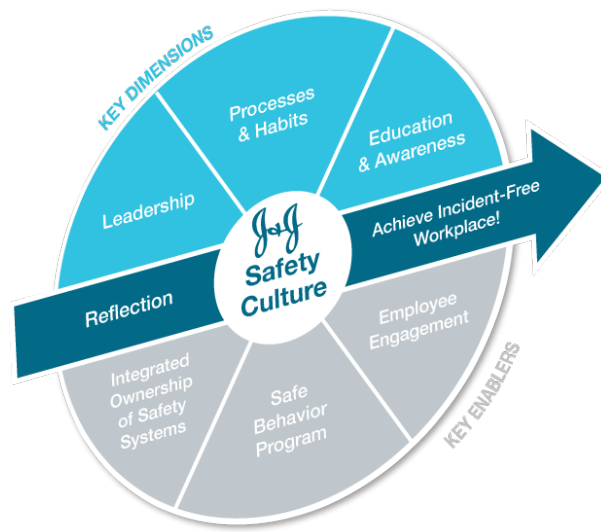 KEY DIMENSIONS
Leadership
Processes
& Habits
Education
& Awareness
J&J
Safety
Culture
Reflection
Achieve Incident-Free
Workplace!
Integrated
Ownership
of Safety
Systems
Safe
Behavior
Program
Employee
Engagement
KEY ENABLERS